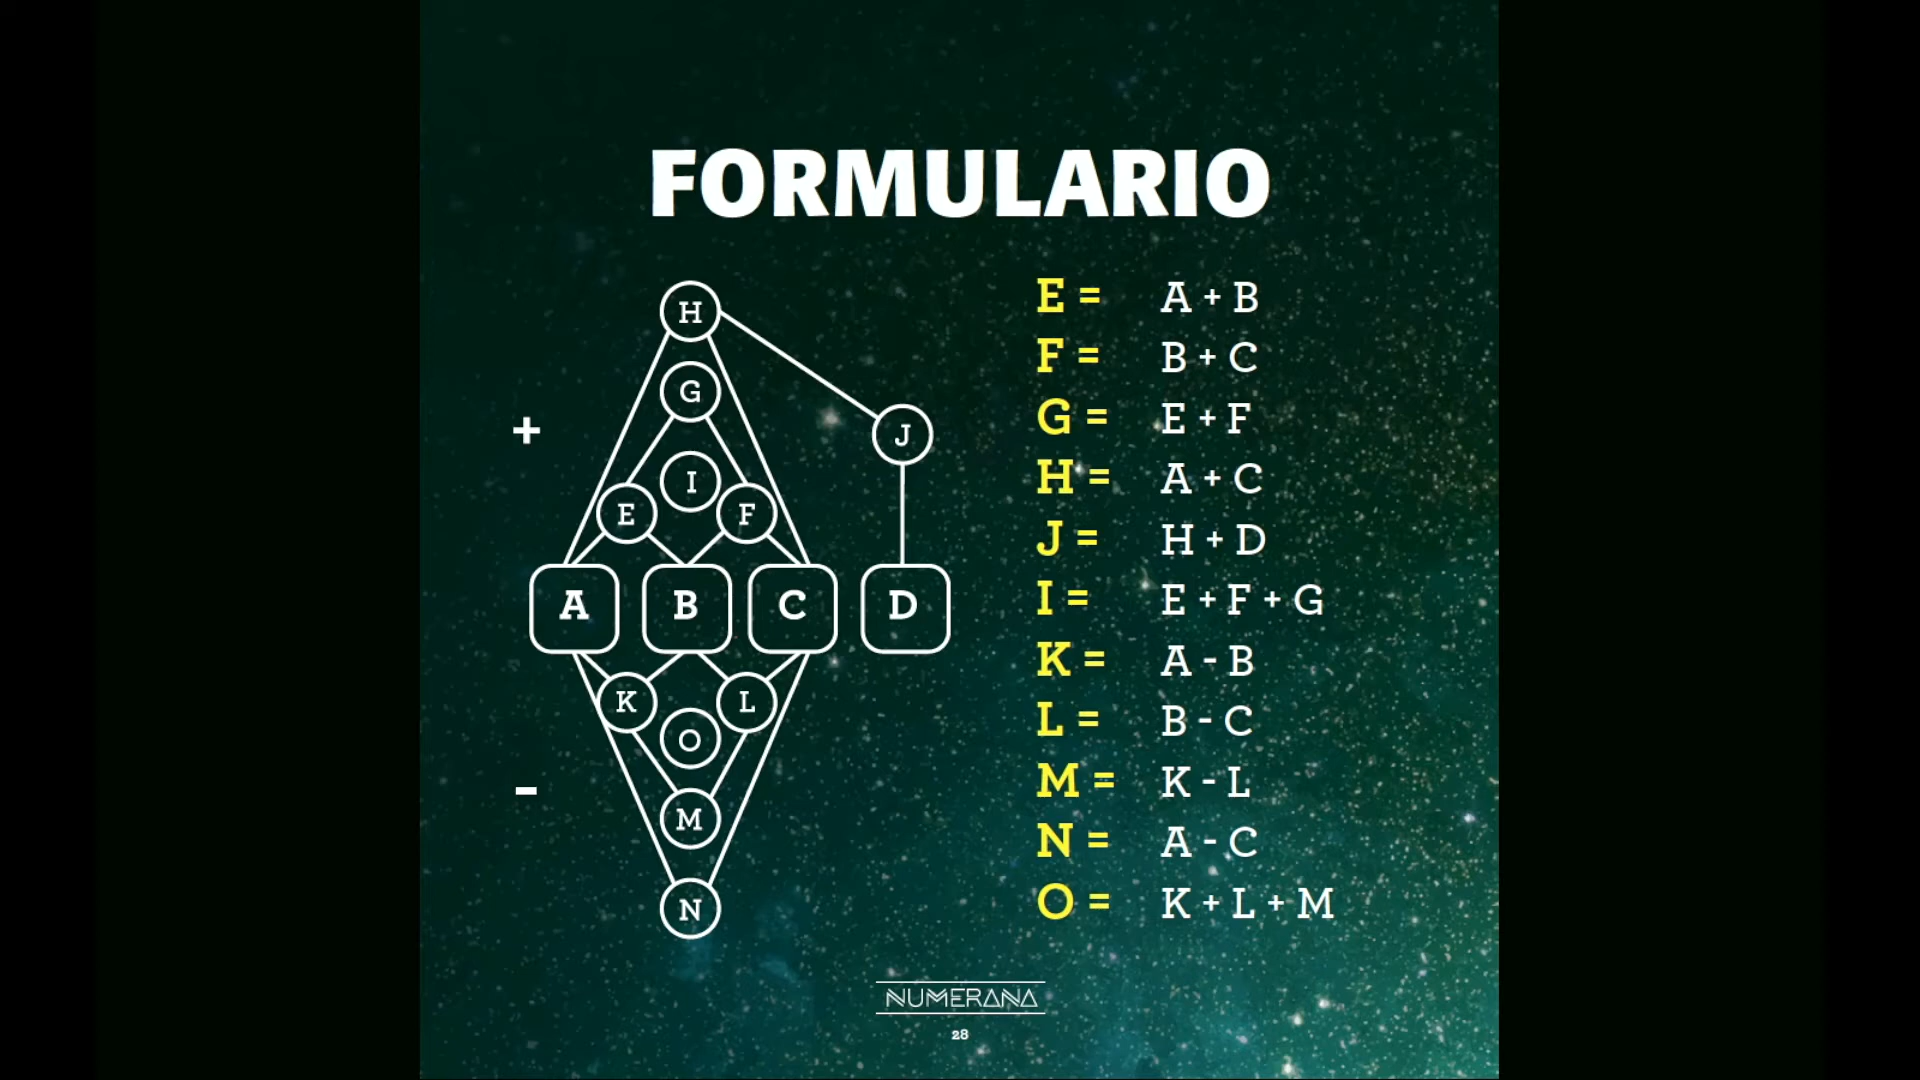 FORMULARIO
H
G
J
I
E
F
A
B
C
D
K
L
O
M
N
+
-
E = A + B
F = B + C
G = E + F
H = A + C
J = H + D
I = E + F + G
K = A - B
L = B - C
M = K - L
N = A - C
O = K + L + M
NUMERANA
28